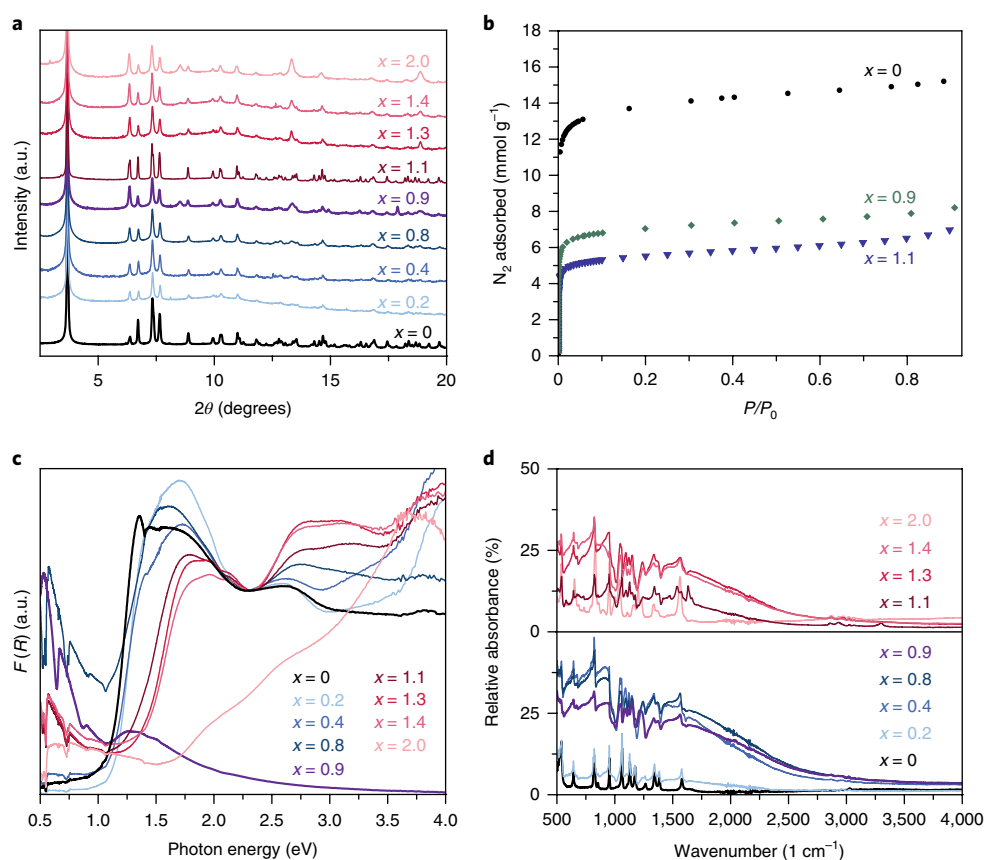 a
Intensity (a.u.)
x = 2.0
x = 1.4
x = 1.3
x = 1.1
x = 0.9
x = 0.8
x = 0.4
x = 0.2
x = 0
5 10 15 20
2θ (degrees)
b
N₂ adsorbed (mmol g⁻¹)
18
16
14
12
10
8
6
4
2
0
x = 0
x = 0.9
x = 1.1
0 0.2 0.4 0.6 0.8
P/P₀
c
F (R) (a.u.)
x = 0 x = 1.1
x = 0.2 x = 1.3
x = 0.4 x = 1.4
x = 0.8 x = 2.0
x = 0.9
0.5 1.0 1.5 2.0 2.5 3.0 3.5 4.0
Photon energy (eV)
d
Relative absorbance (%)
50
25
0
25
0
x = 2.0
x = 1.4
x = 1.3
x = 1.1
x = 0.9
x = 0.8
x = 0.4
x = 0.2
x = 0
500 1,000 1,500 2,000 2,500 3,000 3,500 4,000
Wavenumber (1 cm⁻¹)